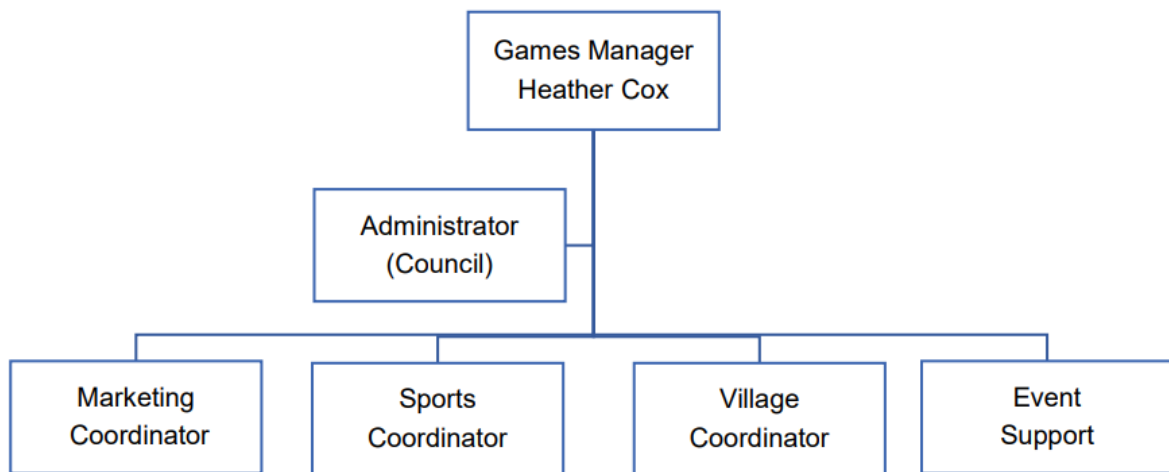 Games Manager
Heather Cox
Administrator
(Council)
Marketing
Coordinator
Sports
Coordinator
Village
Coordinator
Event
Support